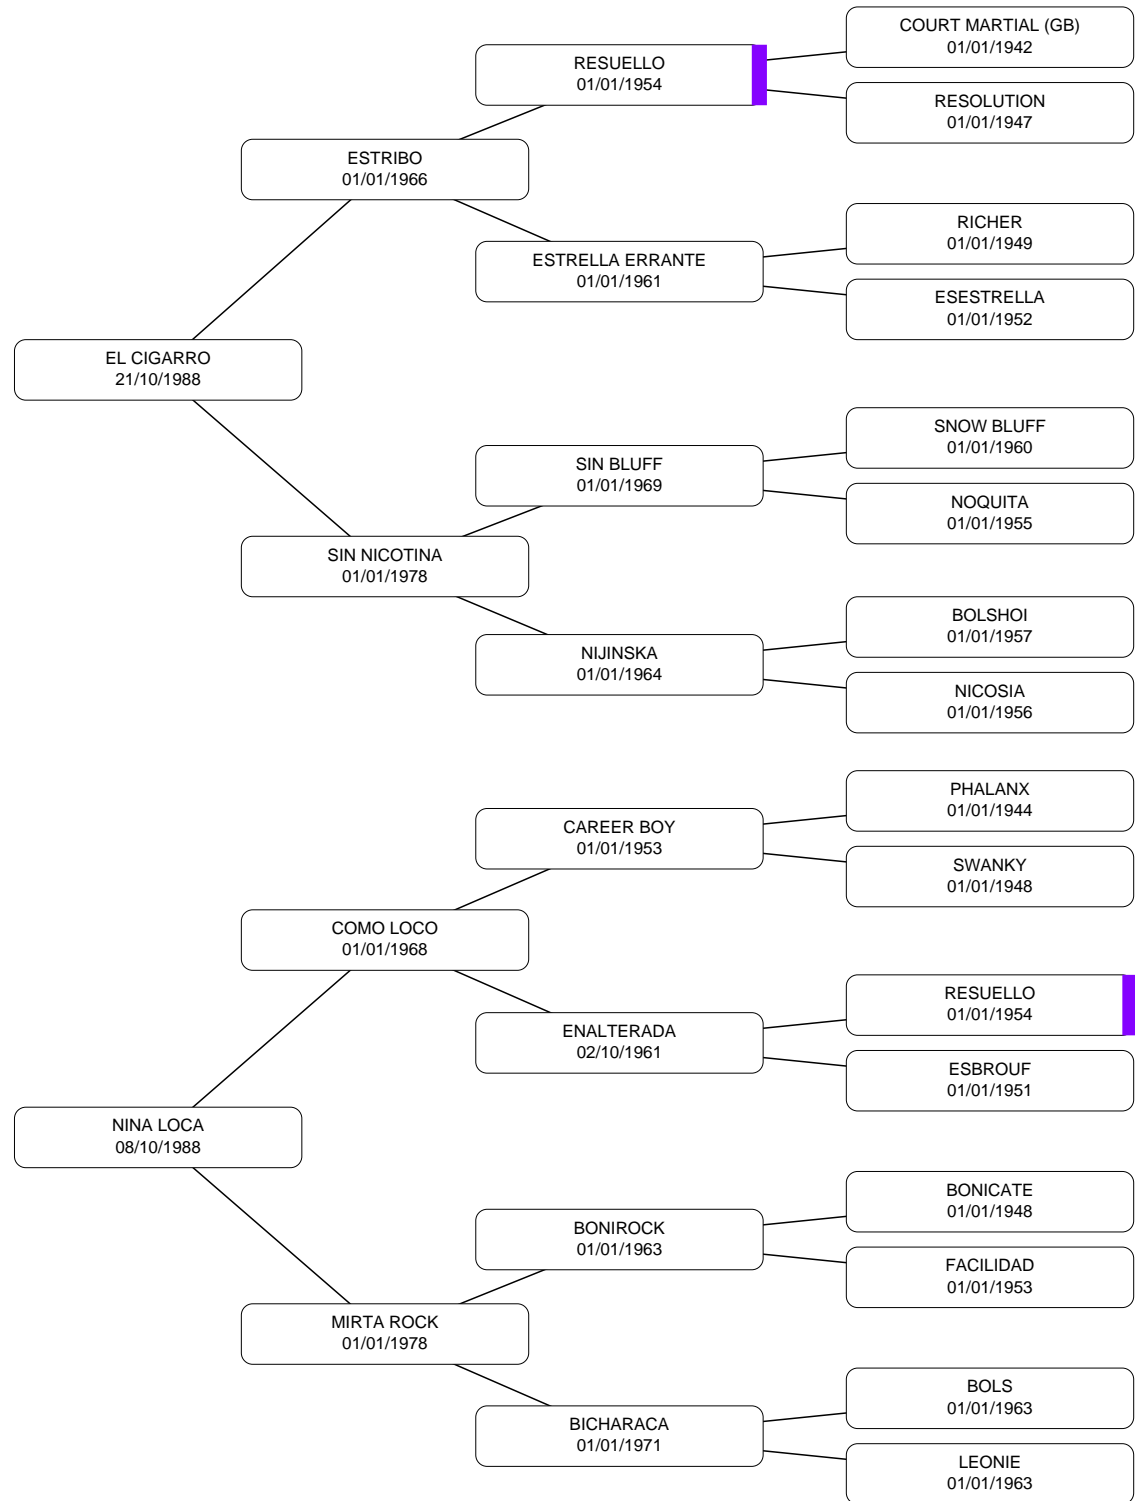 COURT MARTIAL (GB)
01/01/1942
RESUELLO
01/01/1954
RESOLUTION
01/01/1947
ESTRIBO
01/01/1966
RICHER
01/01/1949
ESTRELLA ERRANTE
01/01/1961
ESESTRELLA
01/01/1952
EL CIGARRO
21/10/1988
SNOW BLUFF
01/01/1960
SIN BLUFF
01/01/1969
NOQUITA
01/01/1955
SIN NICOTINA
01/01/1978
BOLSHOI
01/01/1957
NIJINSKA
01/01/1964
NICOSIA
01/01/1956
PHALANX
01/01/1944
CAREER BOY
01/01/1953
SWANKY
01/01/1948
COMO LOCO
01/01/1968
RESUELLO
01/01/1954
ENALTERADA
02/10/1961
ESBROUF
01/01/1951
NINA LOCA
08/10/1988
BONICATE
01/01/1948
BONIROCK
01/01/1963
FACILIDAD
01/01/1953
MIRTA ROCK
01/01/1978
BOLS
01/01/1963
BICHARACA
01/01/1971
LEONIE
01/01/1963